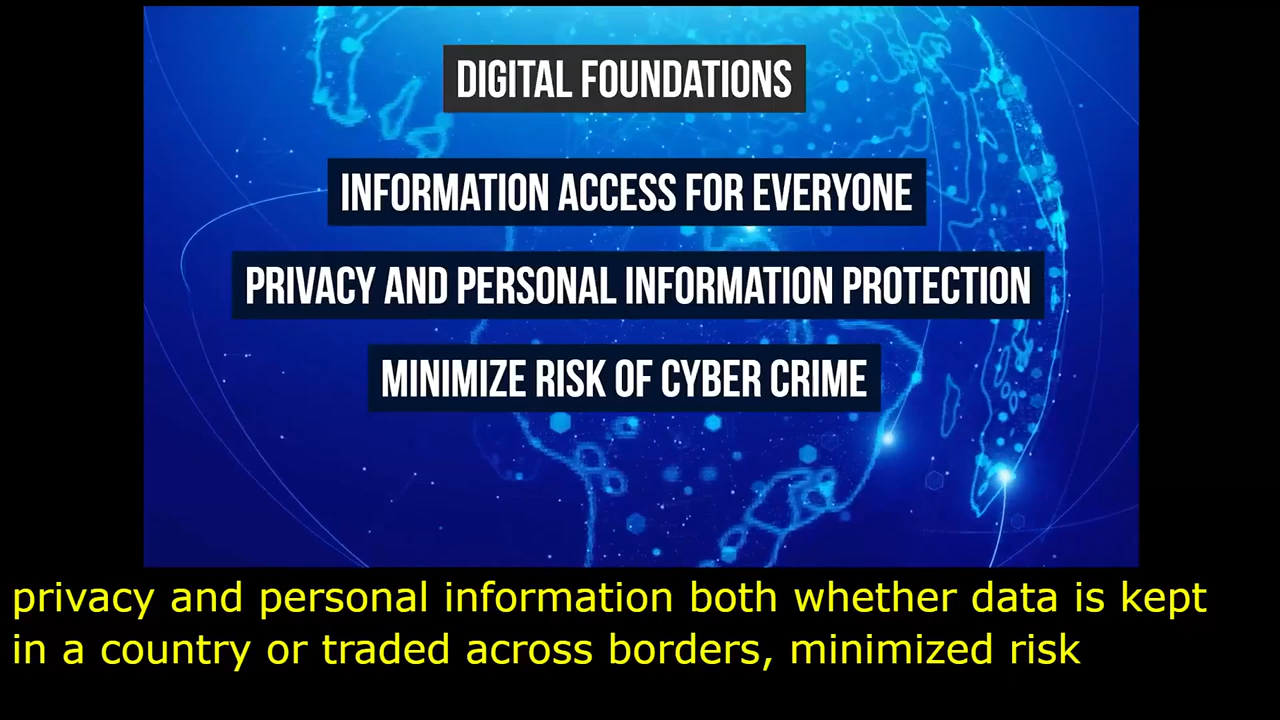 DIGITAL FOUNDATIONS
INFORMATION ACCESS FOR EVERYONE
PRIVACY AND PERSONAL INFORMATION PROTECTION
MINIMIZE RISK OF CYBER CRIME
privacy and personal information both whether data is kept
in a country or traded across borders, minimized risk